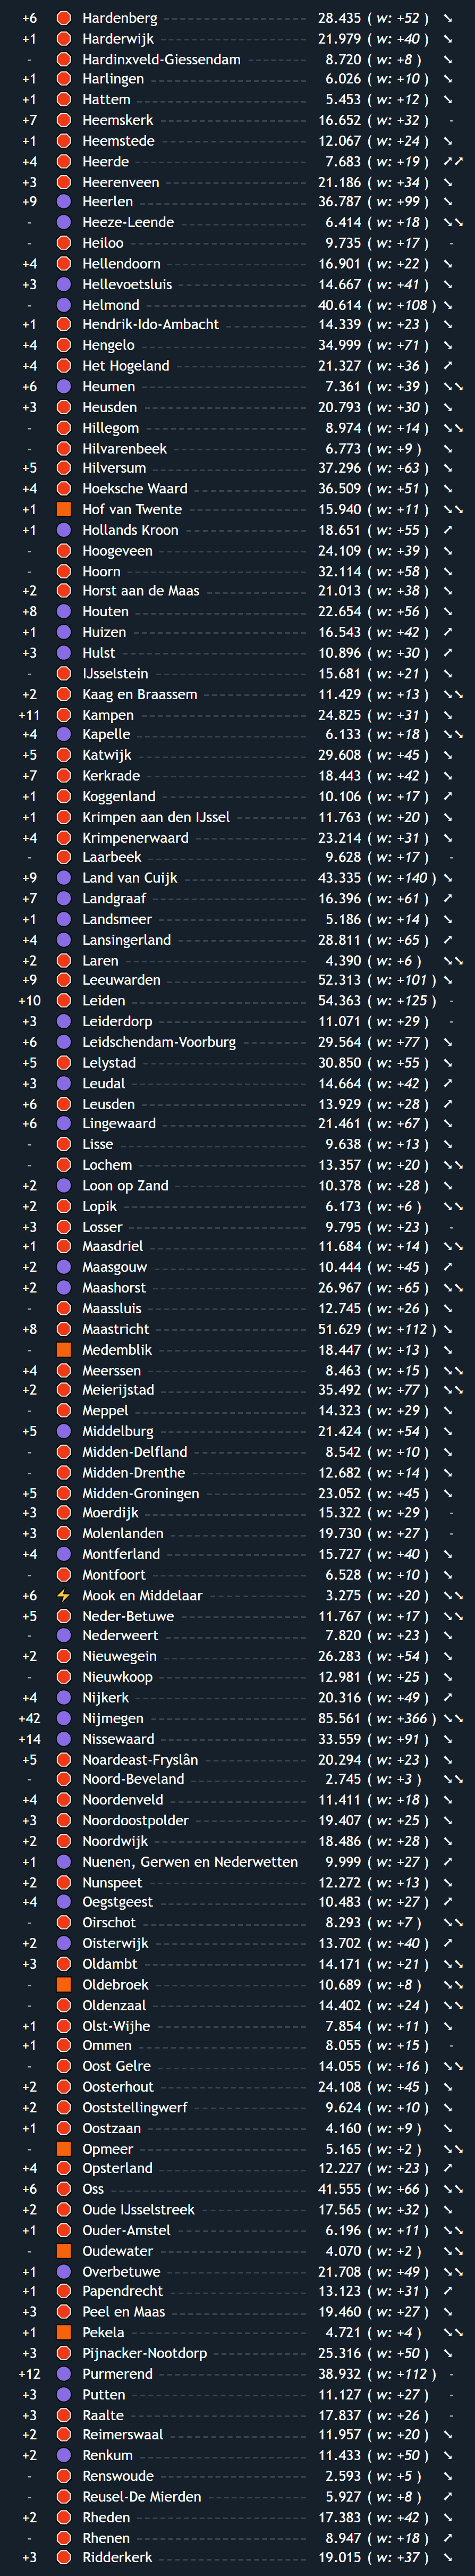 +6 Hardenberg 28.435 ( w: +52 ) ↘
+1 Harderwijk 21.979 ( w: +40 ) ↘
- Hardinxveld-Giessendam 8.720 ( w: +8 ) ↘
+1 Harlingen 6.026 ( w: +10 ) ↘
+1 Hattem 5.453 ( w: +12 ) ↘
+7 Heemskerk 16.652 ( w: +32 ) -
+1 Heemstede 12.067 ( w: +24 ) ↘
+4 Heerde 7.683 ( w: +19 ) ↗↗
+3 Heerenveen 21.186 ( w: +34 ) ↘
+9 Heerlen 36.787 ( w: +99 ) ↘
- Heeze-Leende 6.414 ( w: +18 ) ↘↘
- Heiloo 9.735 ( w: +17 ) -
+4 Hellendoorn 16.901 ( w: +22 ) ↘
+3 Hellevoetsluis 14.667 ( w: +41 ) ↘
- Helmond 40.614 ( w: +108 ) ↘
+1 Hendrik-Ido-Ambacht 14.339 ( w: +23 ) ↘
+4 Hengelo 34.999 ( w: +71 ) ↘
+4 Het Hogeland 21.327 ( w: +36 ) ↗
+6 Heumen 7.361 ( w: +39 ) ↘↘
+3 Heusden 20.793 ( w: +30 ) ↘
- Hillegom 8.974 ( w: +14 ) ↘↘
- Hilvarenbeek 6.773 ( w: +9 ) ↘
+5 Hilversum 37.296 ( w: +63 ) ↘
+4 Hoeksche Waard 36.509 ( w: +51 ) ↘
+1 Hof van Twente 15.940 ( w: +11 ) ↘↘
+1 Hollands Kroon 18.651 ( w: +55 ) ↗
- Hoogeveen 24.109 ( w: +39 ) ↘
- Hoorn 32.114 ( w: +58 ) ↘
+2 Horst aan de Maas 21.013 ( w: +38 ) ↘
+8 Houten 22.654 ( w: +56 ) ↘
+1 Huizen 16.543 ( w: +42 ) ↗
+3 Hulst 10.896 ( w: +30 ) ↗
- IJsselstein 15.681 ( w: +21 ) ↘
+2 Kaag en Braassem 11.429 ( w: +13 ) ↘↘
+11 Kampen 24.825 ( w: +31 ) ↘
+4 Kapelle 6.133 ( w: +18 ) ↘↘
+5 Katwijk 29.608 ( w: +45 ) ↘
+7 Kerkrade 18.443 ( w: +42 ) ↘
+1 Koggenland 10.106 ( w: +17 ) ↗
+1 Krimpen aan den IJssel 11.763 ( w: +20 ) ↘
+4 Krimpenerwaard 23.214 ( w: +31 ) ↘
- Laarbeek 9.628 ( w: +17 ) -
+9 Land van Cuijk 43.335 ( w: +140 ) ↘
+7 Landgraaf 16.396 ( w: +61 ) ↗
+1 Landsmeer 5.186 ( w: +14 ) ↘
+4 Lansingerland 28.811 ( w: +65 ) ↗
+2 Laren 4.390 ( w: +6 ) ↘↘
+9 Leeuwarden 52.313 ( w: +101 ) ↘
+10 Leiden 54.363 ( w: +125 ) -
+3 Leiderdorp 11.071 ( w: +29 ) -
+6 Leidschendam-Voorburg 29.564 ( w: +77 ) ↘
+5 Lelystad 30.850 ( w: +55 ) ↘
+3 Leudal 14.664 ( w: +42 ) ↗
+6 Leusden 13.929 ( w: +28 ) ↗
+6 Lingewaard 21.461 ( w: +67 ) ↘
- Lisse 9.638 ( w: +13 ) ↘
- Lochem 13.357 ( w: +20 ) ↘↘
+2 Loon op Zand 10.378 ( w: +28 ) ↘
+2 Lopik 6.173 ( w: +6 ) ↘↘
+3 Losser 9.795 ( w: +23 ) -
+1 Maasdriel 11.684 ( w: +14 ) ↘↘
+2 Maasgouw 10.444 ( w: +45 ) ↗
+2 Maashorst 26.967 ( w: +65 ) ↘↘
- Maassluis 12.745 ( w: +26 ) ↘
+8 Maastricht 51.629 ( w: +112 ) ↘
- Medemblik 18.447 ( w: +13 ) ↘
+4 Meerssen 8.463 ( w: +15 ) ↘↘
+2 Meierijstad 35.492 ( w: +77 ) ↘↘
- Meppel 14.323 ( w: +29 ) ↘
+5 Middelburg 21.424 ( w: +54 ) ↘
- Midden-Delfland 8.542 ( w: +10 ) ↘
- Midden-Drenthe 12.682 ( w: +14 ) ↘
+5 Midden-Groningen 23.052 ( w: +45 ) ↘
+3 Moerdijk 15.322 ( w: +29 ) -
+3 Molenlanden 19.730 ( w: +27 ) -
+4 Montferland 15.727 ( w: +40 ) ↘
- Montfoort 6.528 ( w: +10 ) ↘
+6 Mook en Middelaar 3.275 ( w: +20 ) ↘↘
+5 Neder-Betuwe 11.767 ( w: +17 ) ↘↘
- Nederweert 7.820 ( w: +23 ) ↘
+2 Nieuwegein 26.283 ( w: +54 ) ↘
- Nieuwkoop 12.981 ( w: +25 ) ↘
+4 Nijkerk 20.316 ( w: +49 ) ↗
+42 Nijmegen 85.561 ( w: +366 ) ↘↘
+14 Nissewaard 33.559 ( w: +91 ) ↘
+5 Noardeast-Fryslân 20.294 ( w: +23 ) ↘
- Noord-Beveland 2.745 ( w: +3 ) ↘↘
+4 Noordenveld 11.411 ( w: +18 ) ↘
+3 Noordoostpolder 19.407 ( w: +25 ) ↘
+2 Noordwijk 18.486 ( w: +28 ) ↘
+1 Nuenen, Gerwen en Nederwetten 9.999 ( w: +27 ) ↗
+2 Nunspeet 12.272 ( w: +13 ) ↘
+4 Oegstgeest 10.483 ( w: +27 ) ↗
- Oirschot 8.293 ( w: +7 ) ↘↘
+2 Oisterwijk 13.702 ( w: +40 ) ↗
+3 Oldambt 14.171 ( w: +21 ) ↘↘
- Oldebroek 10.689 ( w: +8 ) ↘↘
- Oldenzaal 14.402 ( w: +24 ) ↘↘
+1 Olst-Wijhe 7.854 ( w: +11 ) ↘
+1 Ommen 8.055 ( w: +15 ) -
- Oost Gelre 14.055 ( w: +16 ) ↘↘
+2 Oosterhout 24.108 ( w: +45 ) ↘
+2 Ooststellingwerf 9.624 ( w: +10 ) ↘
+1 Oostzaan 4.160 ( w: +9 ) ↘
- Opmeer 5.165 ( w: +2 ) ↘↘
+4 Opsterland 12.227 ( w: +23 ) ↗
+6 Oss 41.555 ( w: +66 ) ↘↘
+2 Oude IJsselstreek 17.565 ( w: +32 ) ↘
+1 Ouder-Amstel 6.196 ( w: +11 ) ↘↘
- Oudewater 4.070 ( w: +2 ) ↘↘
+1 Overbetuwe 21.708 ( w: +49 ) ↘↘
+1 Papendrecht 13.123 ( w: +31 ) ↗
+3 Peel en Maas 19.460 ( w: +27 ) ↘
+1 Pekela 4.721 ( w: +4 ) ↘↘
+3 Pijnacker-Nootdorp 25.316 ( w: +50 ) ↘
+12 Purmerend 38.932 ( w: +112 ) -
+3 Putten 11.127 ( w: +27 ) -
+3 Raalte 17.837 ( w: +26 ) -
+2 Reimerswaal 11.957 ( w: +20 ) ↘
+2 Renkum 11.433 ( w: +50 ) ↘
- Renswoude 2.593 ( w: +5 ) ↘
- Reusel-De Mierden 5.927 ( w: +8 ) ↗
+2 Rheden 17.383 ( w: +42 ) ↘
- Rhenen 8.947 ( w: +18 ) ↗
+3 Ridderkerk 19.015 ( w: +37 ) ↘